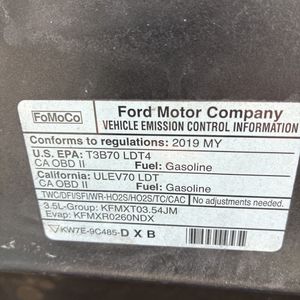 FoMoCo
Ford Motor Company
VEHICLE EMISSION CONTROL INFORMATION
Conforms to regulations: 2019 MY
U.S. EPA: T3B70 LDT4
CA OBD II Fuel: Gasoline
California: ULEV70 LDT
CA OBD II Fuel: Gasoline
TWC/DFI/SFI/WR-HO2S/HO2S/TC/CAC No adjustments needed.
3.5L-Group: KFMXT03.54JM
Evap: KFMXR0260NDX
KW7E-9C485-D X B